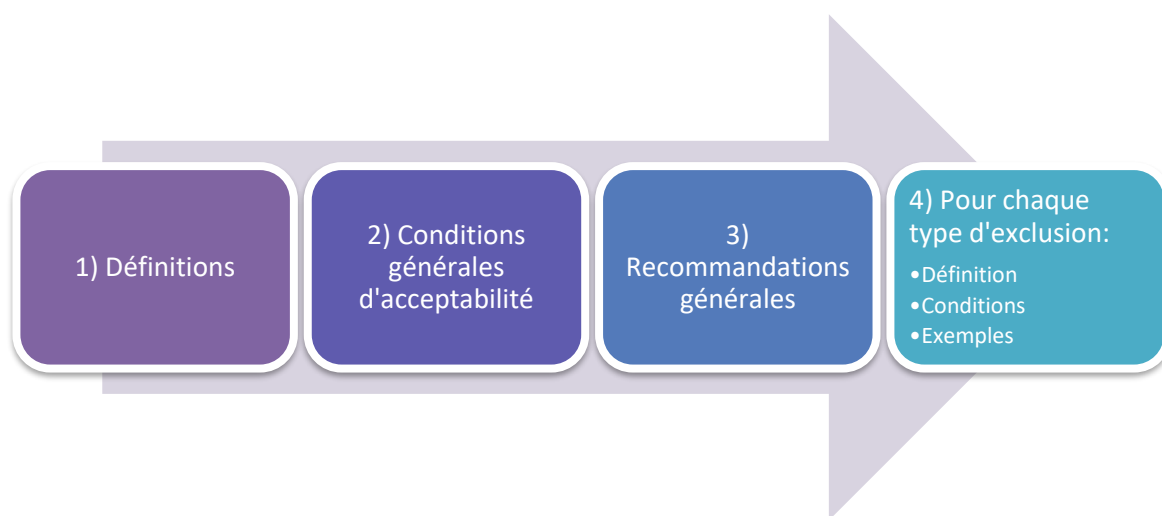 1) Définitions
2) Conditions
générales
d'acceptabilité
3)
Recommandations
générales
4) Pour chaque
type d'exclusion:
•Définition
•Conditions
•Exemples